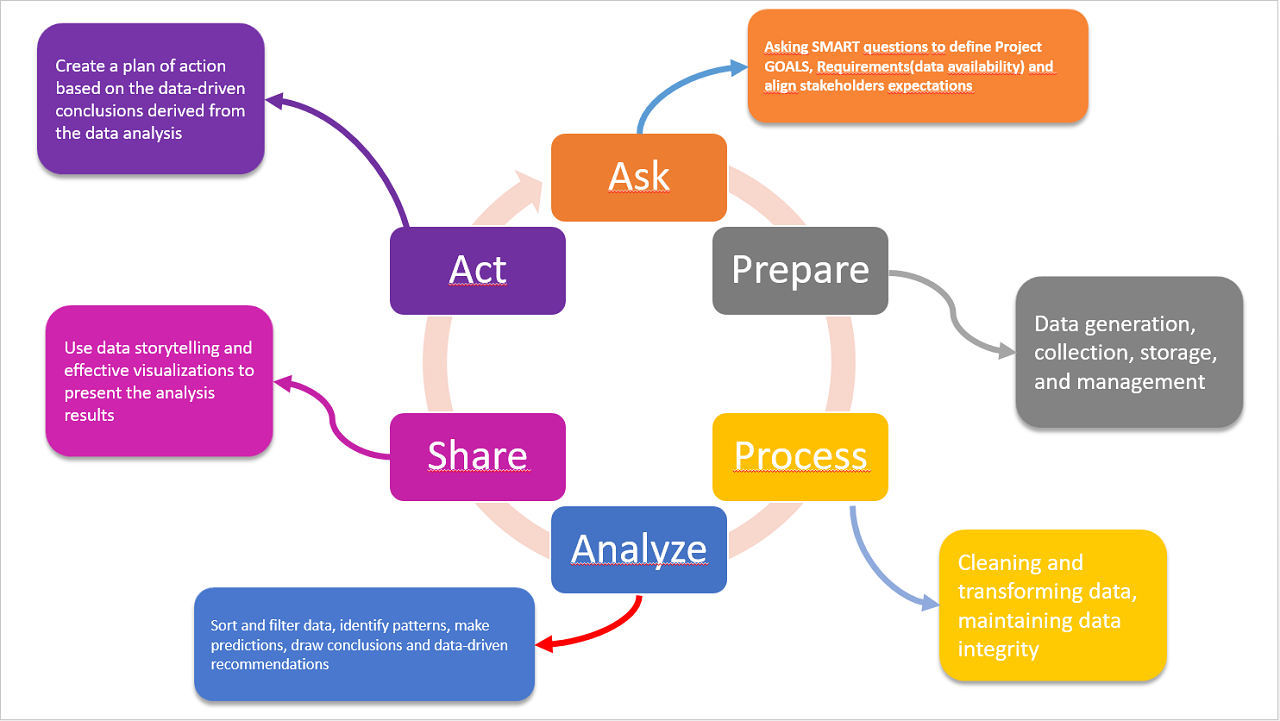 Asking SMART questions to define Project
GOALS, Requirements(data availability) and
align stakeholders expectations
Ask
Prepare
Data generation,
collection, storage,
and management
Process
Cleaning and
transforming data,
maintaining data
integrity
Analyze
Sort and filter data, identify patterns, make
predictions, draw conclusions and data-driven
recommendations
Share
Use data storytelling and
effective visualizations to
present the analysis
results
Act
Create a plan of action
based on the data-driven
conclusions derived from
the data analysis